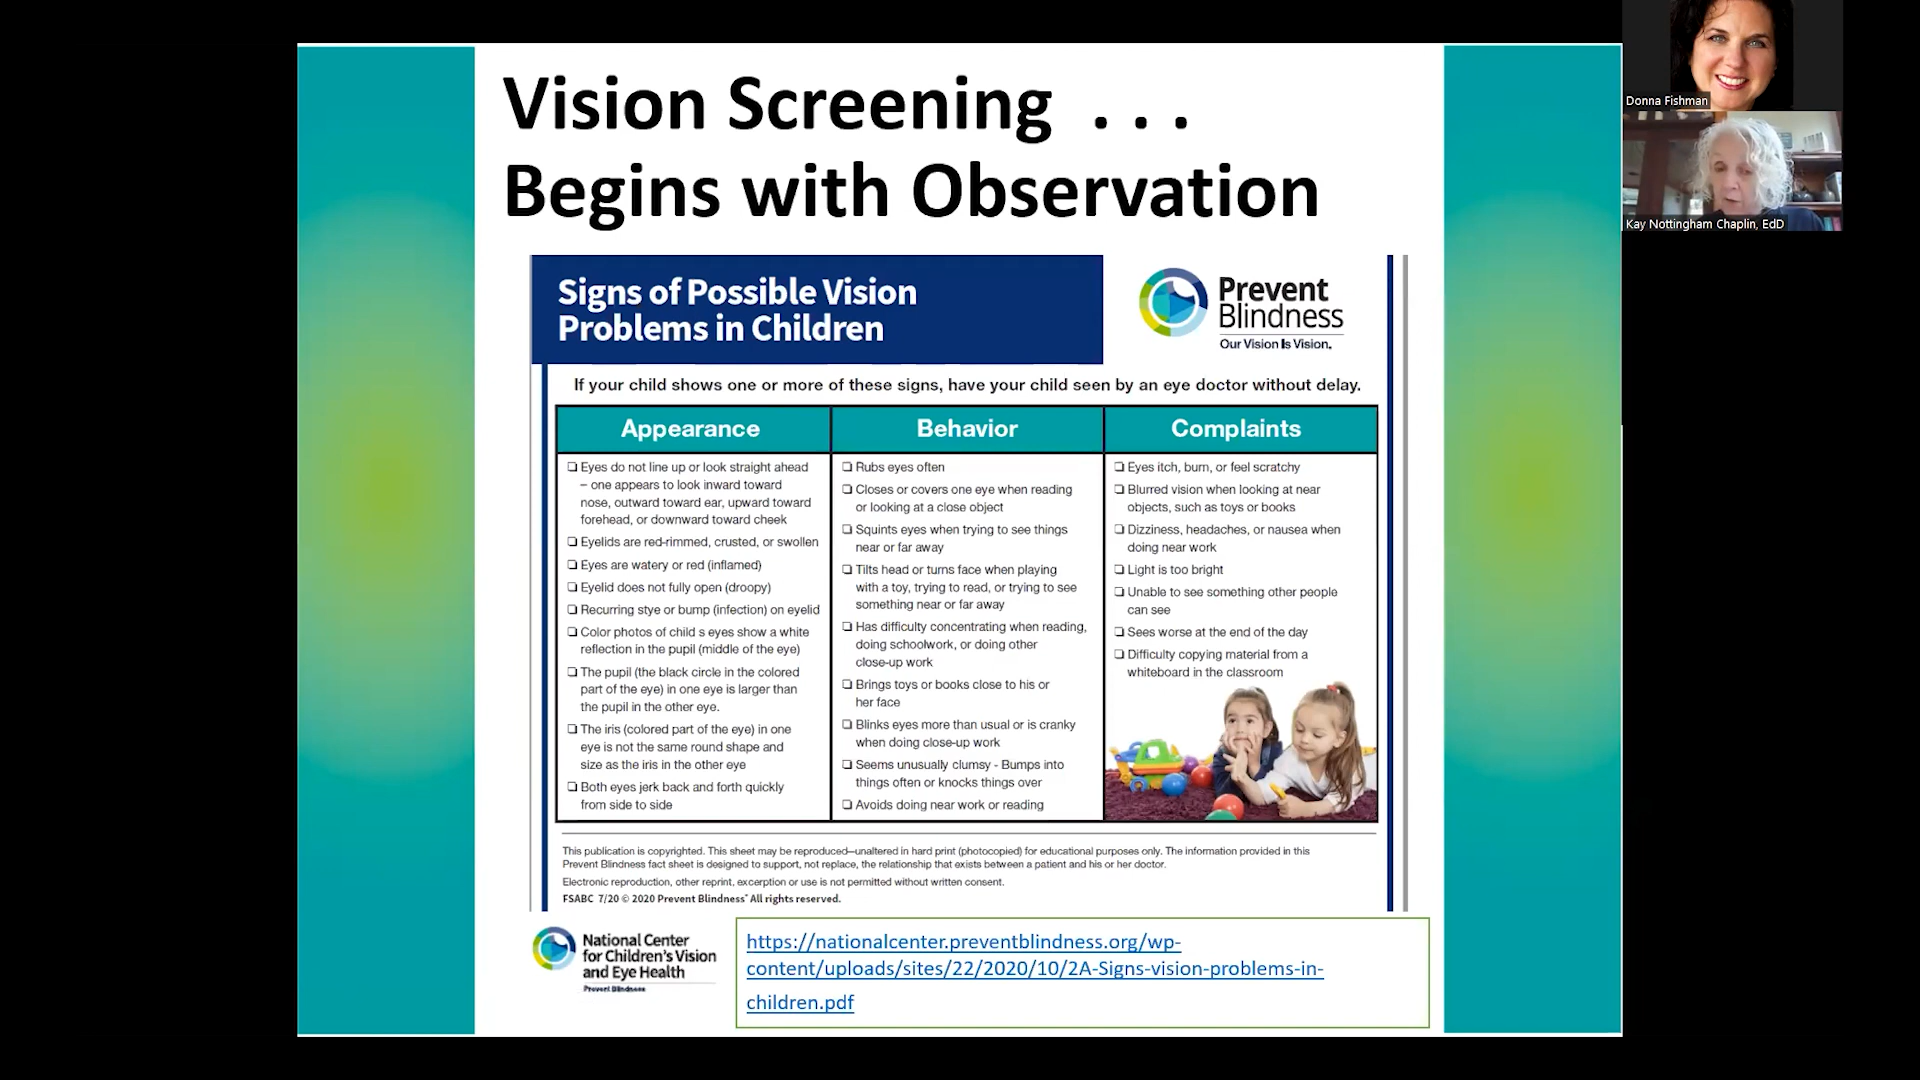 Vision Screening . . .
Begins with Observation
Donna Fishman
Kay Nottingham Chaplin, EdD
Signs of Possible Vision
Problems in Children
Prevent
Blindness
Our Vision Is Vision.
If your child shows one or more of these signs, have your child seen by an eye doctor without delay.
Appearance
❏ Eyes do not line up or look straight ahead
– one appears to look inward toward
nose, outward toward ear, upward toward
forehead, or downward toward cheek
❏ Eyelids are red-rimmed, crusted, or swollen
❏ Eyes are watery or red (inflamed)
❏ Eyelid does not fully open (droopy)
❏ Recurring stye or bump (infection) on eyelid
❏ Color photos of child s eyes show a white
reflection in the pupil (middle of the eye)
❏ The pupil (the black circle in the colored
part of the eye) in one eye is larger than
the pupil in the other eye.
❏ The iris (colored part of the eye) in one
eye is not the same round shape and
size as the iris in the other eye
❏ Both eyes jerk back and forth quickly
from side to side
Behavior
❏ Rubs eyes often
❏ Closes or covers one eye when reading
or looking at a close object
❏ Squints eyes when trying to see things
near or far away
❏ Tilts head or turns face when playing
with a toy, trying to read, or trying to see
something near or far away
❏ Has difficulty concentrating when reading,
doing schoolwork, or doing other
close-up work
❏ Brings toys or books close to his or
her face
❏ Blinks eyes more than usual or is cranky
when doing close-up work
❏ Seems unusually clumsy - Bumps into
things often or knocks things over
❏ Avoids doing near work or reading
Complaints
❏ Eyes itch, burn, or feel scratchy
❏ Blurred vision when looking at near
objects, such as toys or books
❏ Dizziness, headaches, or nausea when
doing near work
❏ Light is too bright
❏ Unable to see something other people
can see
❏ Sees worse at the end of the day
❏ Difficulty copying material from a
whiteboard in the classroom
This publication is copyrighted. This sheet may be reproduced—unaltered in hard print (photocopied) for educational purposes only. The information provided in this
Prevent Blindness fact sheet is designed to support, not replace, the relationship that exists between a patient and his or her doctor.
Electronic reproduction, other reprint, excerption or use is not permitted without written consent.
FSABC 7/20 © 2020 Prevent Blindness® All rights reserved.
National Center
for Children's Vision
and Eye Health
Prevent Blindness
https://nationalcenter.preventblindness.org/wp-
content/uploads/sites/22/2020/10/2A-Signs-vision-problems-in-
children.pdf